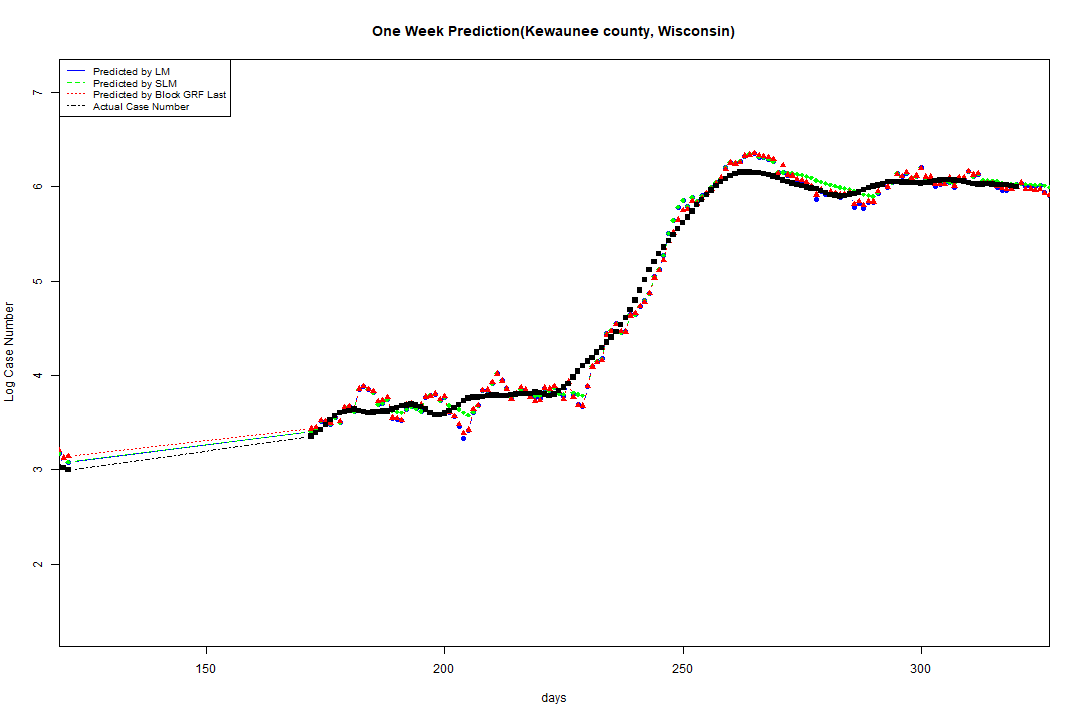 One Week Prediction(Kewaunee county, Wisconsin)
Predicted by LM
Predicted by SLM
Predicted by Block GRF Last
Actual Case Number
7
6
5
4
3
2
Log Case Number
150 200 250 300
days